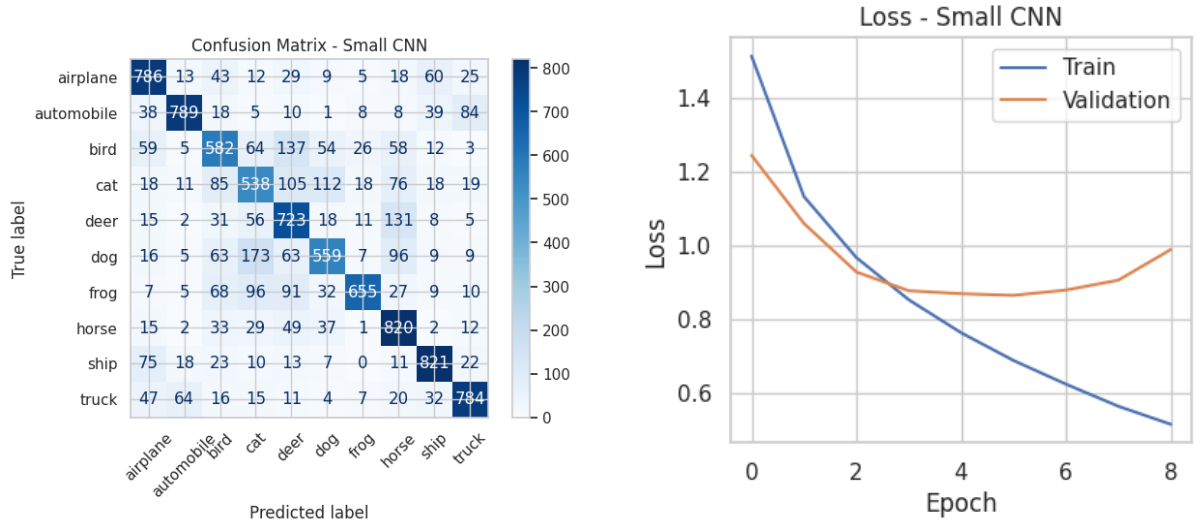 Confusion Matrix - Small CNN
airplane 786 13 43 12 29 9 5 18 60 25
automobile 38 789 18 5 10 1 8 8 39 84
bird 59 5 582 64 137 54 26 58 12 3
cat 18 11 85 538 105 112 18 76 18 19
deer 15 2 31 56 723 18 11 131 8 5
dog 16 5 63 173 63 559 7 96 9 9
frog 7 5 68 96 91 32 655 27 9 10
horse 15 2 33 29 49 37 1 820 2 12
ship 75 18 23 10 13 7 0 11 821 22
truck 47 64 16 15 11 4 7 20 32 784
airplane automobile bird cat deer dog frog horse ship truck
True label
Predicted label
800
700
600
500
400
300
200
100
0
Loss - Small CNN
Train
Validation
1.4
1.2
1.0
0.8
0.6
Loss
0 2 4 6 8
Epoch